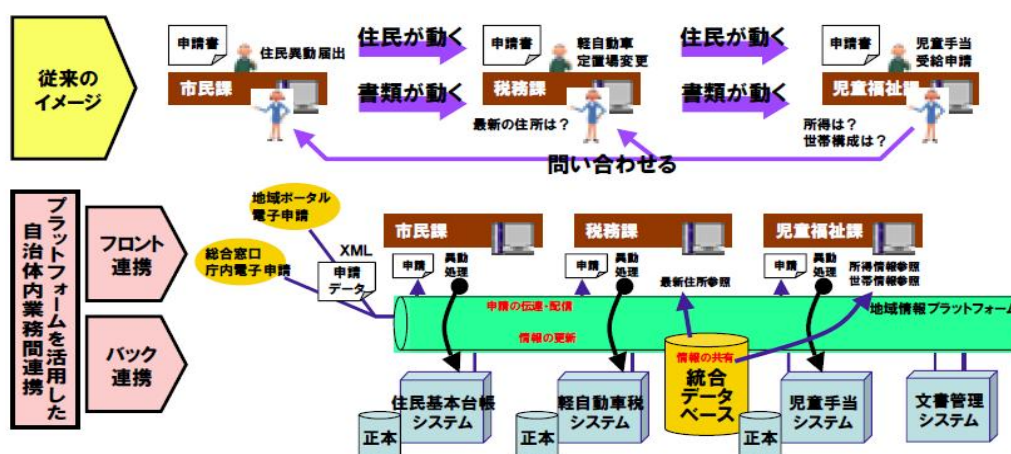 従来の
イメージ
申請書
住民異動届出
市民課
住民が動く
書類が動く
申請書
軽自動車
定置場変更
税務課
最新の住所は？
住民が動く
書類が動く
申請書
児童手当
受給申請
児童福祉課
所得は？
世帯構成は？
問い合わせる
プラットフォームを活用した
自治体内業務間連携
フロント
連携
バック
連携
地域ポータル
電子申請
総合窓口
庁内電子申請
XML
申請
データ
市民課
申請
異動
処理
税務課
申請
異動
処理
最新住所参照
児童福祉課
申請
異動
処理
所得情報参照
世帯情報参照
申請の伝達・配信
情報の更新
地域情報プラットフォーム
情報の共有
統合
データ
ベース
住民基本台帳
システム
正本
軽自動車税
システム
正本
児童手当
システム
正本
文書管理
システム